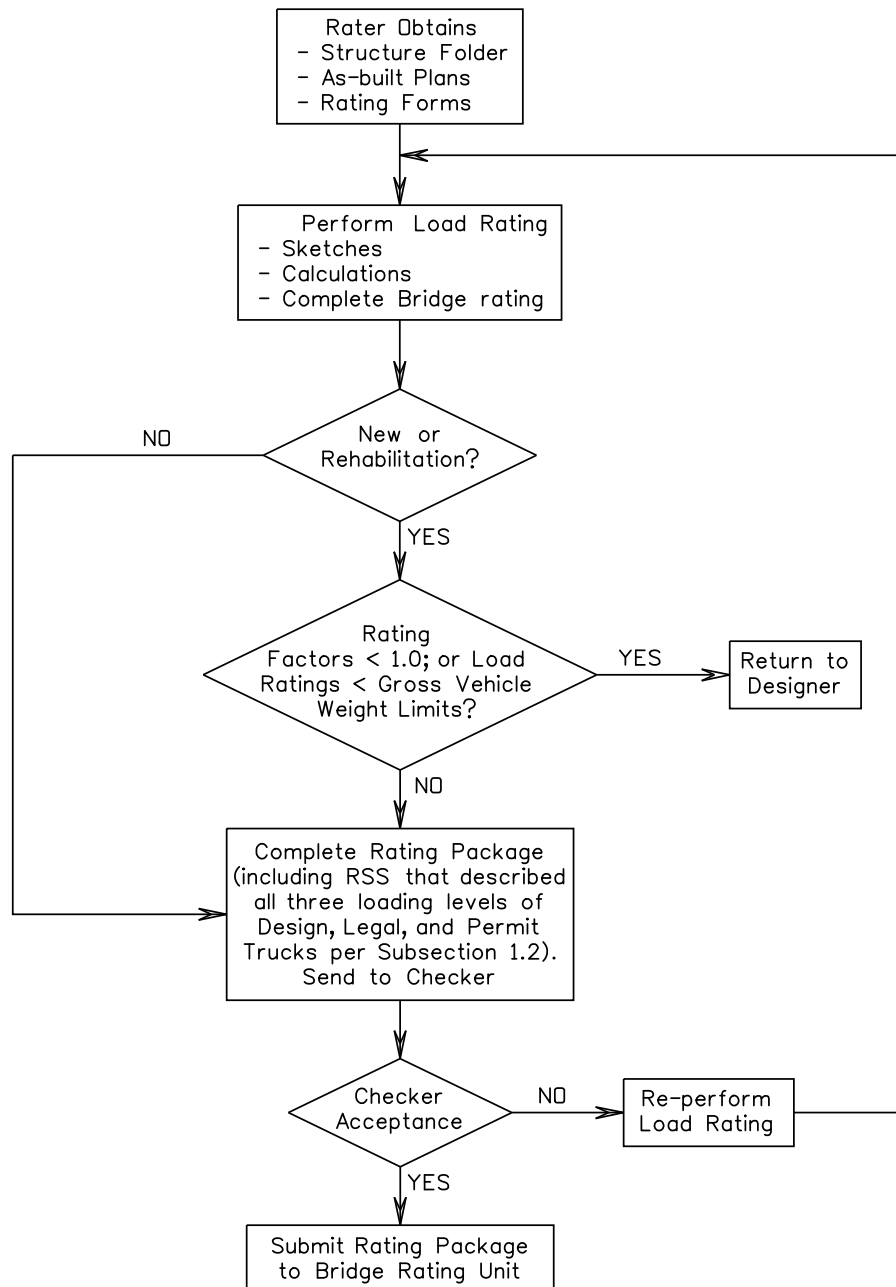 Rater Obtains
- Structure Folder
- As-built Plans
- Rating Forms
Perform Load Rating
- Sketches
- Calculations
- Complete Bridge rating
New or
Rehabilitation?
NO
YES
Rating
Factors < 1.0; or Load
Ratings < Gross Vehicle
Weight Limits?
YES
Return to
Designer
NO
Complete Rating Package
(including RSS that described
all three loading levels of
Design, Legal, and Permit
Trucks per Subsection 1.2).
Send to Checker
Checker
Acceptance
NO
Re-perform
Load Rating
YES
Submit Rating Package
to Bridge Rating Unit